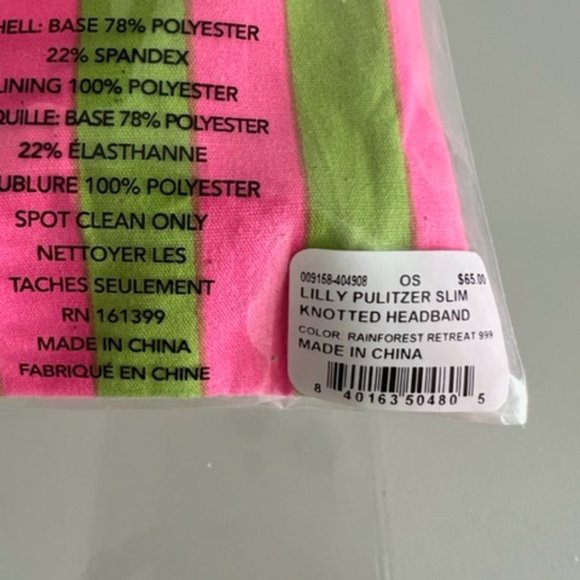 HELL: BASE 78% POLYESTER
22% SPANDEX
LINING 100% POLYESTER
QUILLE: BASE 78% POLYESTER
22% ÉLASTHANNE
UBLURE 100% POLYESTER
SPOT CLEAN ONLY
NETTOYER LES
TACHES SEULEMENT
RN 161399
MADE IN CHINA
FABRIQUÉ EN CHINE
009158-404908 OS $65.00
LILLY PULITZER SLIM
KNOTTED HEADBAND
COLOR: RAINFOREST RETREAT 999
MADE IN CHINA
8 40163 50480 5